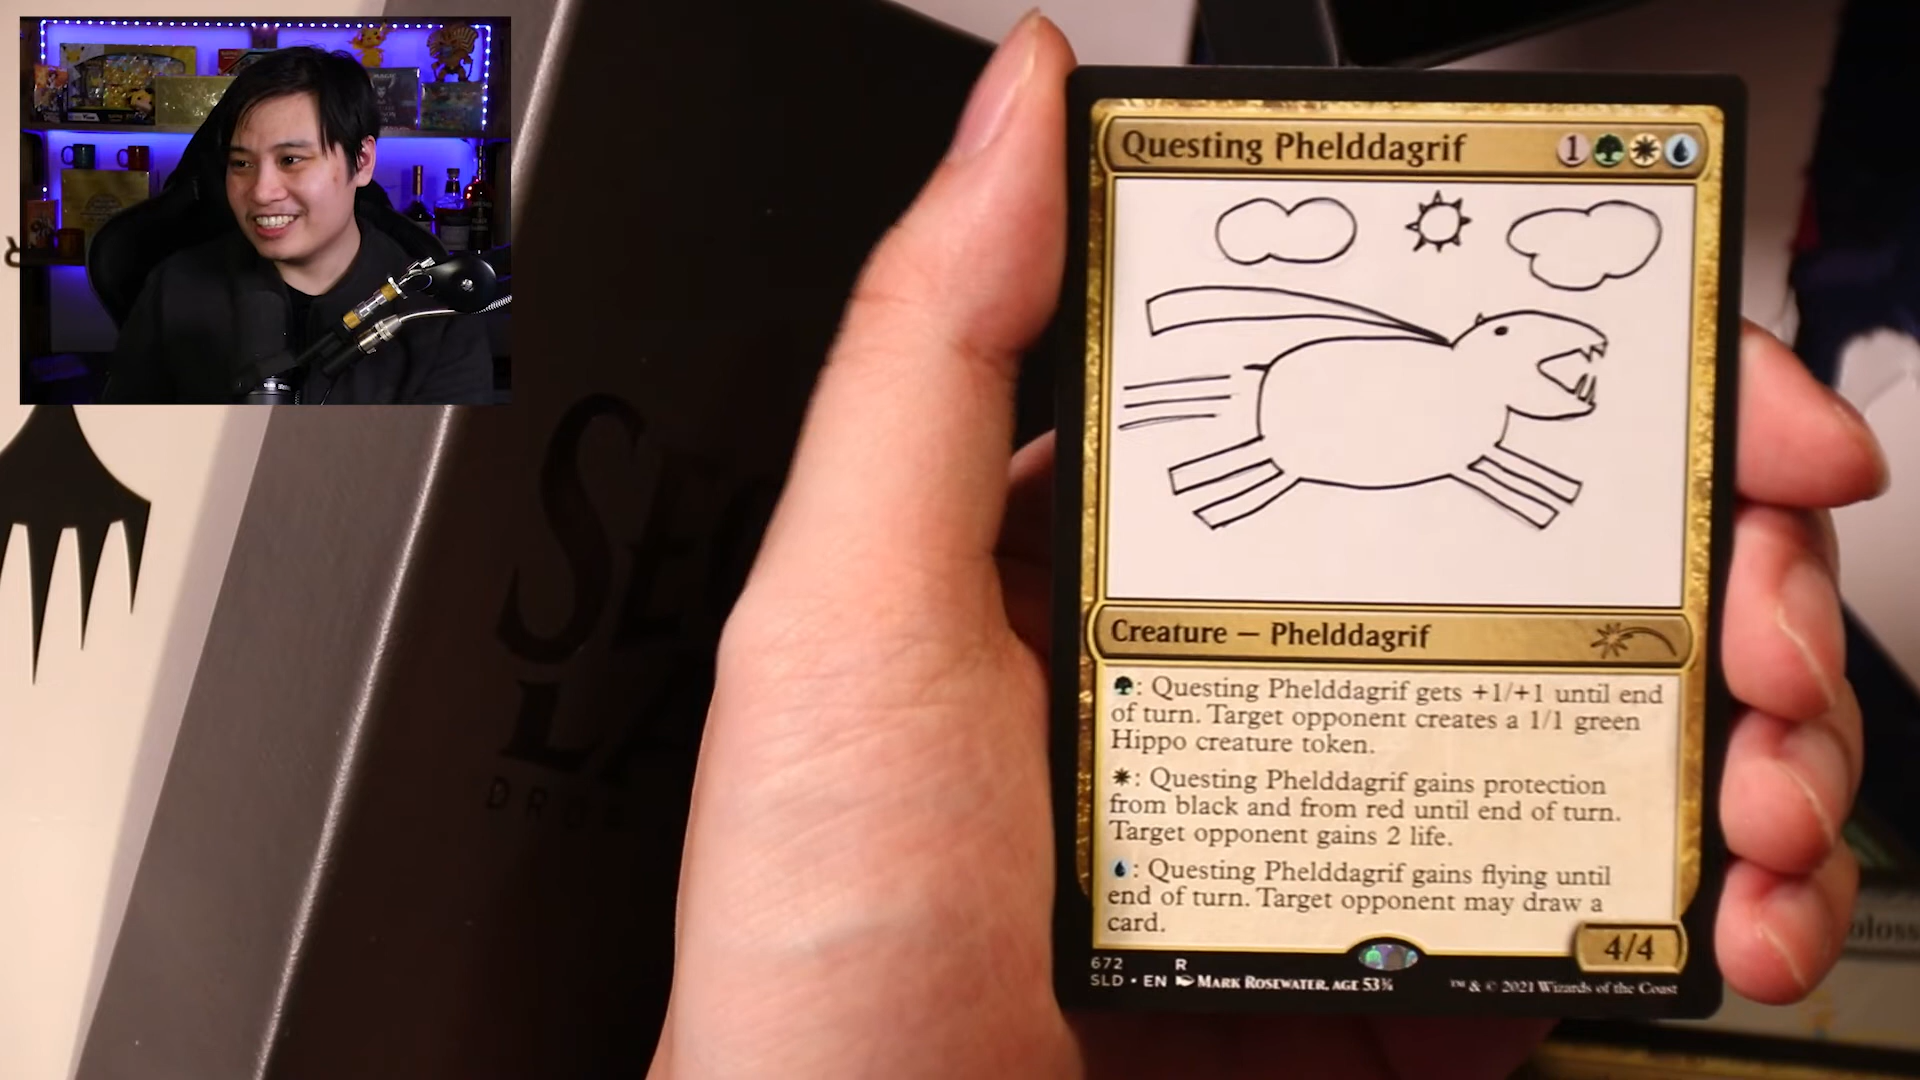 Questing Phelddagrif 1
Creature — Phelddagrif
: Questing Phelddagrif gets +1/+1 until end
of turn. Target opponent creates a 1/1 green
Hippo creature token.
: Questing Phelddagrif gains protection
from black and from red until end of turn.
Target opponent gains 2 life.
: Questing Phelddagrif gains flying until
end of turn. Target opponent may draw a
card.
4/4
672 R
SLD • EN MARK ROSEWATER, AGE 53¾
™ & © 2021 Wizards of the Coast